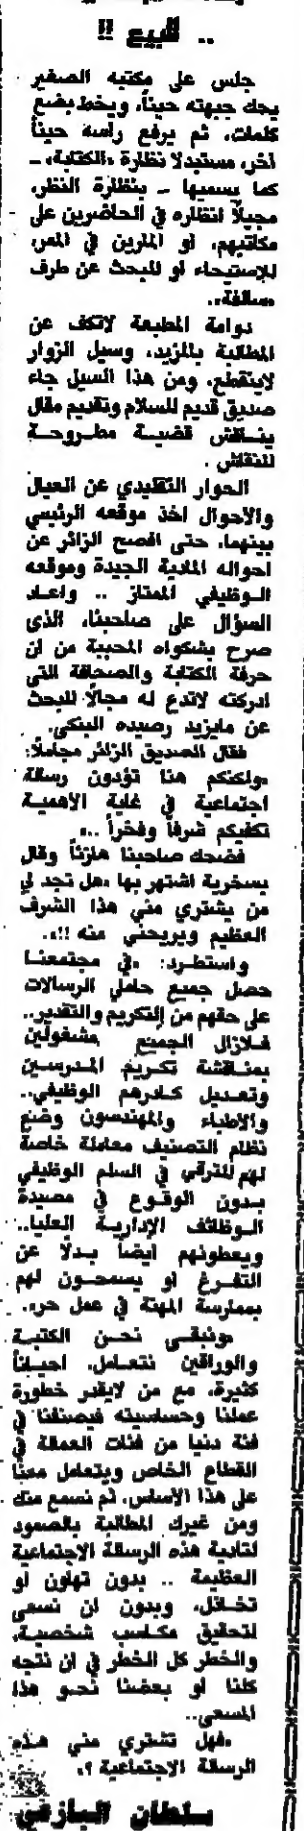 .. للبيع !!
جلس على مكتبه الصغير
يحك جبهته حيناً، ويخط بضع
كلمات، ثم يرفع رأسه حيناً
آخر، مستبدلا نظارة «الكتابة» ـ
كما يسميها ـ بنظارة النظر،
مجيلاً انظاره في الحاضرين على
مكاتبهم، او المارين في الممر،
للاستيحاء او للبحث عن طرف
«سالفة».
دوامة المطبعة لاتكف عن
المطالبة بالمزيد، وسيل الزوار
لاينقطع، ومن هذا السيل جاء
صديق قديم للسلام وتقديم مقال
يناقش قضية مطروحة
للنقاش .
الحوار التقليدي عن العيال
والاحوال اخذ موقعه الرئيسي
بينهما، حتى افصح الزائر عن
احواله المادية الجيدة وموقعه
الوظيفي الممتاز .. واعاد
السؤال على صاحبنا، الذي
صرح بشكواه المحببة من ان
حرفة الكتابة والصحافة التي
ادركته لاتدع له مجالاً للبحث
عن مايزيد رصيده البنكي.
فقال الصديق الزائر مجاملاً:
«ولكنكم هنا تؤدون رسالة
اجتماعية في غاية الأهمية
تكفيكم شرفاً وفخراً ..»
فضحك صاحبنا هازئاً وقال
بسخرية اشتهر بها «هل تجد لي
من يشتري مني هذا الشرف
العظيم ويريحني منه !!».
واستطرد: «في مجتمعنا
حصل جميع حاملي الرسالات
على حقهم من التكريم والتقدير..
فلازال الجميع مشغولين
بمناقشة تكريم المدرسين
وتعديل كادرهم الوظيفي..
والأطباء والمهندسون وضع
نظام التصنيف معاملة خاصة
لهم للترقي في السلم الوظيفي
بدون الوقوع في مصيدة
الوظائف الإدارية العليا..
ويعطونهم ايضاً بدلاً عن
التفرغ او يسمحون لهم
بممارسة المهنة في عمل حر».
«ونبقى نحن الكتبة
والوراقين نتعامل، احياناً
كثيرة، مع من لايقدر خطورة
عملنا وحساسيته فيصنفنا في
فئة دنيا من فئات العمالة في
القطاع الخاص ويتعامل معنا
على هذا الأساس، ثم نسمع منك
ومن غيرك المطالبة بالصمود
لتادية هذه الرسالة الاجتماعية
العظيمة .. بدون تهاون او
تخاذل، وبدون ان نسعى
لتحقيق مكاسب شخصية،
والخطر كل الخطر في ان نتجه
كلنا او بعضنا نحو هذا
المسعى..
«فهل تشتري مني هذه
الرسالة الاجتماعية ؟»
سلطان البازعي